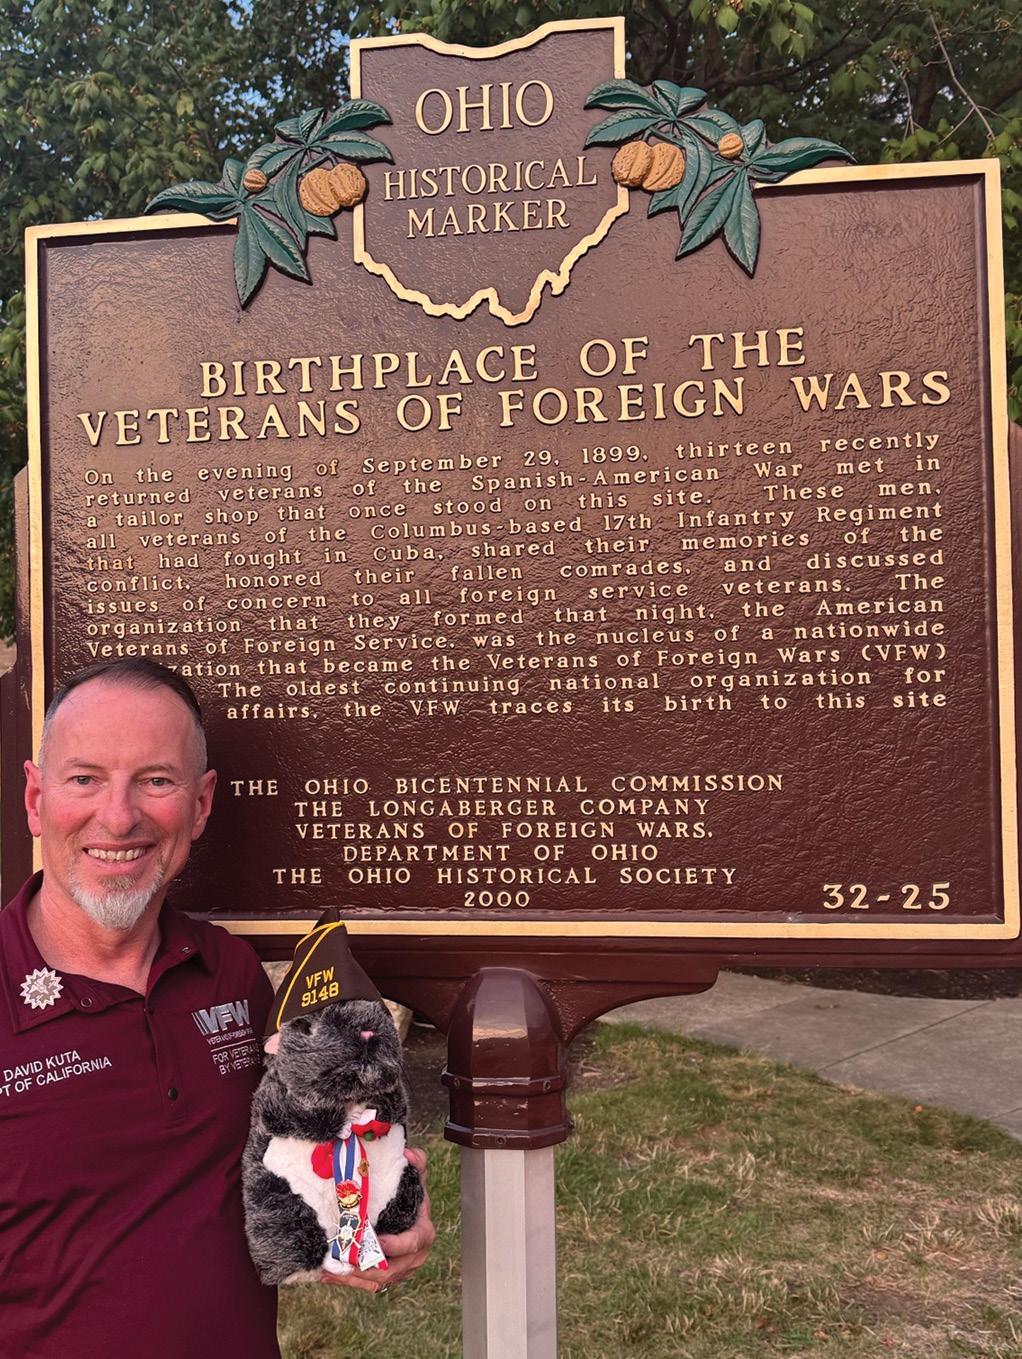 OHIO
HISTORICAL
MARKER
BIRTHPLACE OF THE
VETERANS OF FOREIGN WARS
On the evening of September 29, 1899, thirteen recently
returned veterans of the Spanish-American War met in
a tailor shop that once stood on this site. These men,
all veterans of the Columbus-based 17th Infantry Regiment
that had fought in Cuba, shared their memories of the
conflict, honored their fallen comrades, and discussed
issues of concern to all foreign service veterans. The
organization that they formed that night, the American
Veterans of Foreign Service, was the nucleus of a nationwide
zation that became the Veterans of Foreign Wars (VFW)
The oldest continuing national organization for
affairs, the VFW traces its birth to this site
THE OHIO BICENTENNIAL COMMISSION
THE LONGABERGER COMPANY
VETERANS OF FOREIGN WARS,
DEPARTMENT OF OHIO
THE OHIO HISTORICAL SOCIETY
2000
32-25
VFW
9148
VFW
FOR VETERA
BY VETERA
DAVID KUTA
PT OF CALIFORNIA